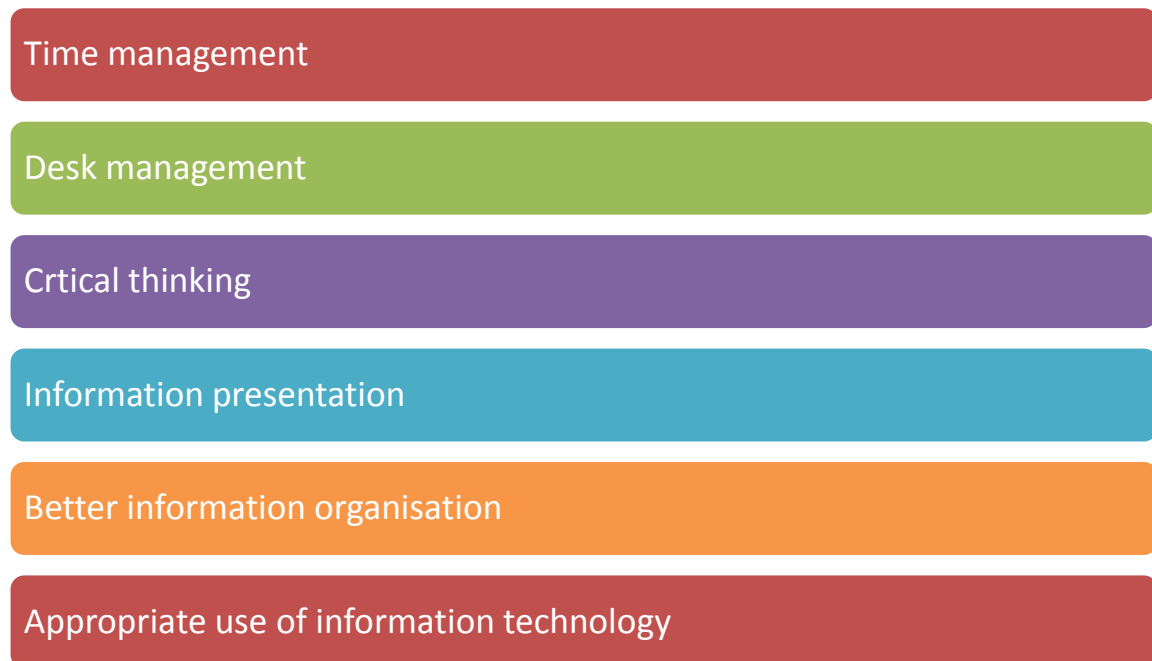 Time management
Desk management
Crtical thinking
Information presentation
Better information organisation
Appropriate use of information technology